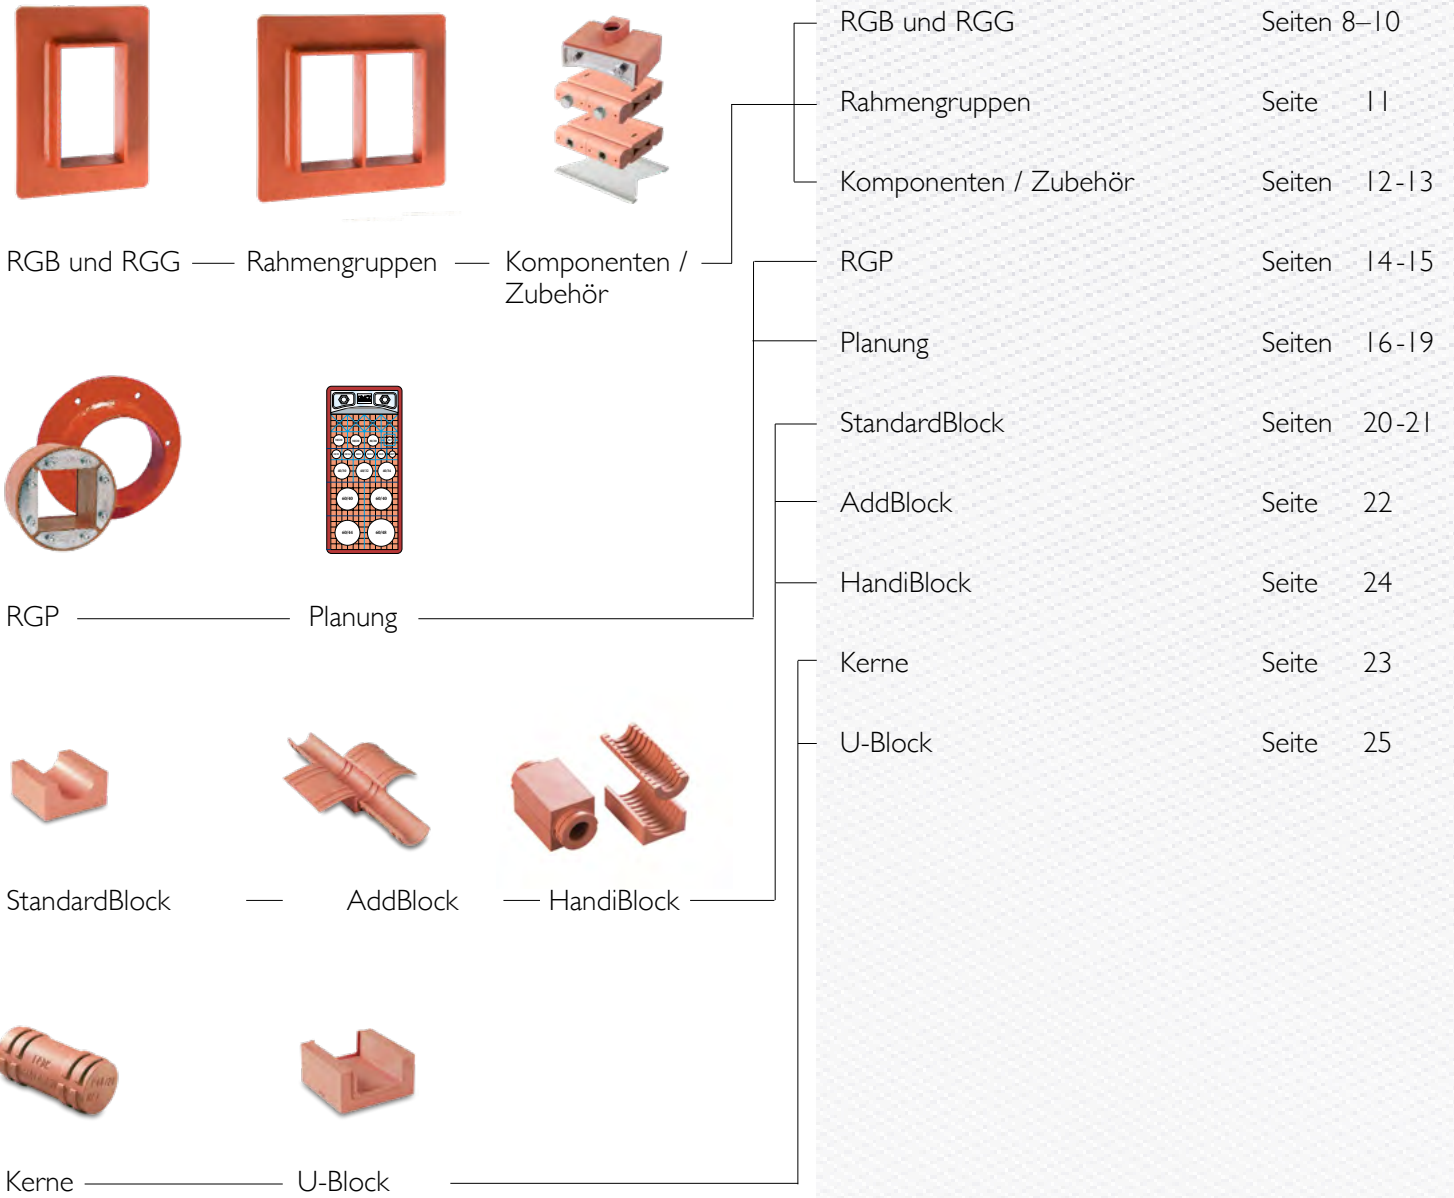 RGB und RGG
Rahmengruppen
Komponenten /
Zubehör
RGP
Planung
StandardBlock
AddBlock
HandiBlock
Kerne
U-Block
RGB und RGG Seiten 8–10
Rahmengruppen Seite 11
Komponenten / Zubehör Seiten 12-13
RGP Seiten 14-15
Planung Seiten 16-19
StandardBlock Seiten 20-21
AddBlock Seite 22
HandiBlock Seite 24
Kerne Seite 23
U-Block Seite 25